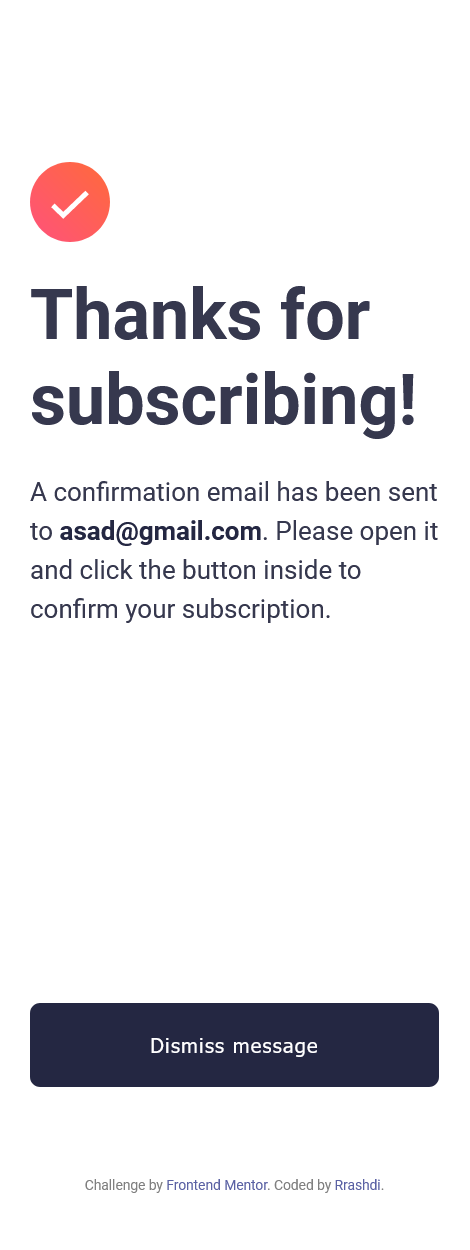 Thanks for
subscribing!
A confirmation email has been sent
to asad@gmail.com. Please open it
and click the button inside to
confirm your subscription.
Dismiss message
Challenge by Frontend Mentor. Coded by Rrashdi.